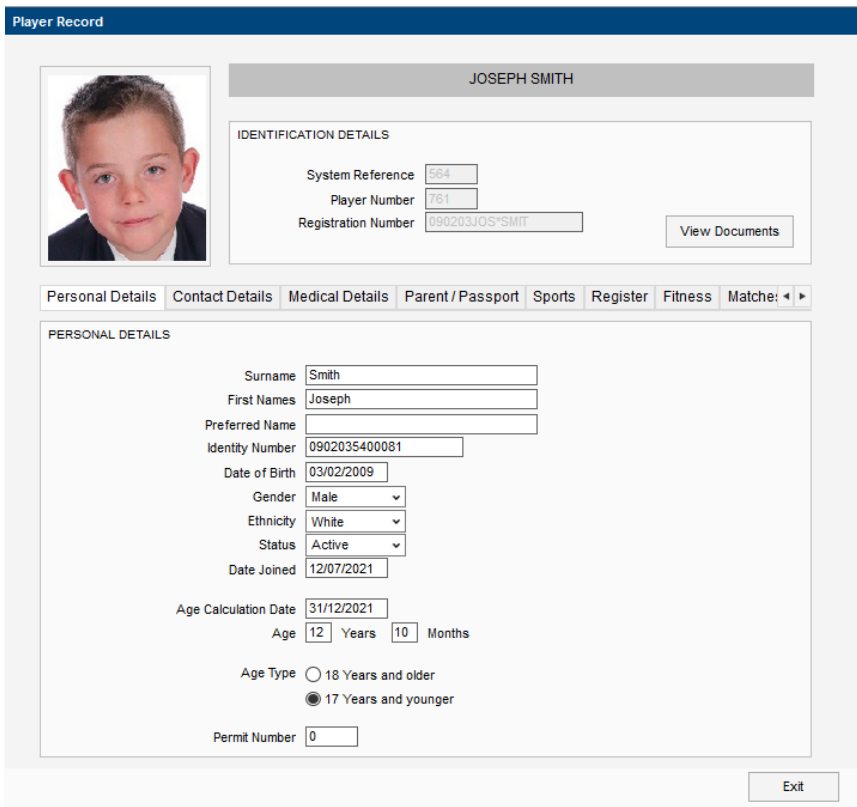 Player Record
JOSEPH SMITH
IDENTIFICATION DETAILS
System Reference 564
Player Number 761
Registration Number 090203JOS*SMIT
View Documents
Personal Details Contact Details Medical Details Parent / Passport Sports Register Fitness Matche
PERSONAL DETAILS
Surname Smith
First Names Joseph
Preferred Name
Identity Number 0902035400081
Date of Birth 03/02/2009
Gender Male
Ethnicity White
Status Active
Date Joined 12/07/2021
Age Calculation Date 31/12/2021
Age 12 Years 10 Months
Age Type 18 Years and older
17 Years and younger
Permit Number 0
Exit